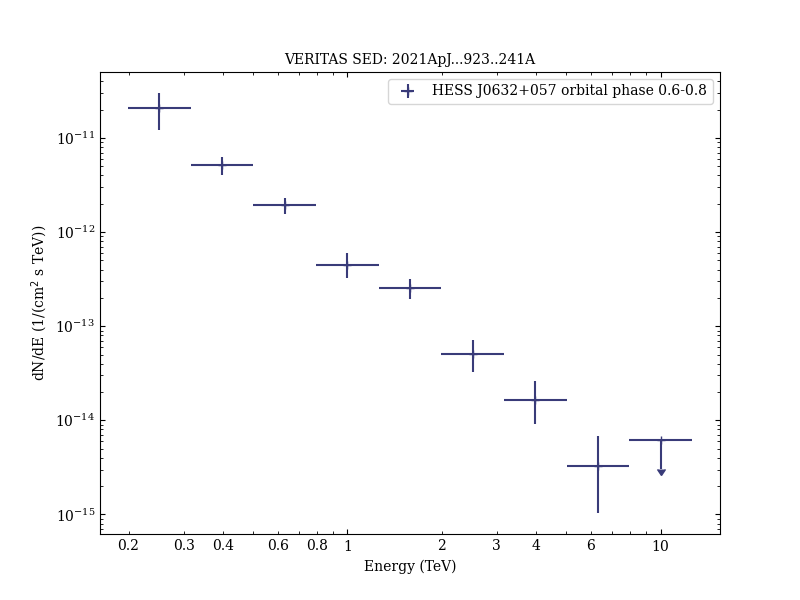 VERITAS SED: 2021ApJ...923..241A
HESS J0632+057 orbital phase 0.6-0.8
dN/dE (1/(cm² s TeV))
10⁻¹¹
10⁻¹²
10⁻¹³
10⁻¹⁴
10⁻¹⁵
0.2 0.3 0.4 0.6 0.8 1 2 3 4 6 10
Energy (TeV)